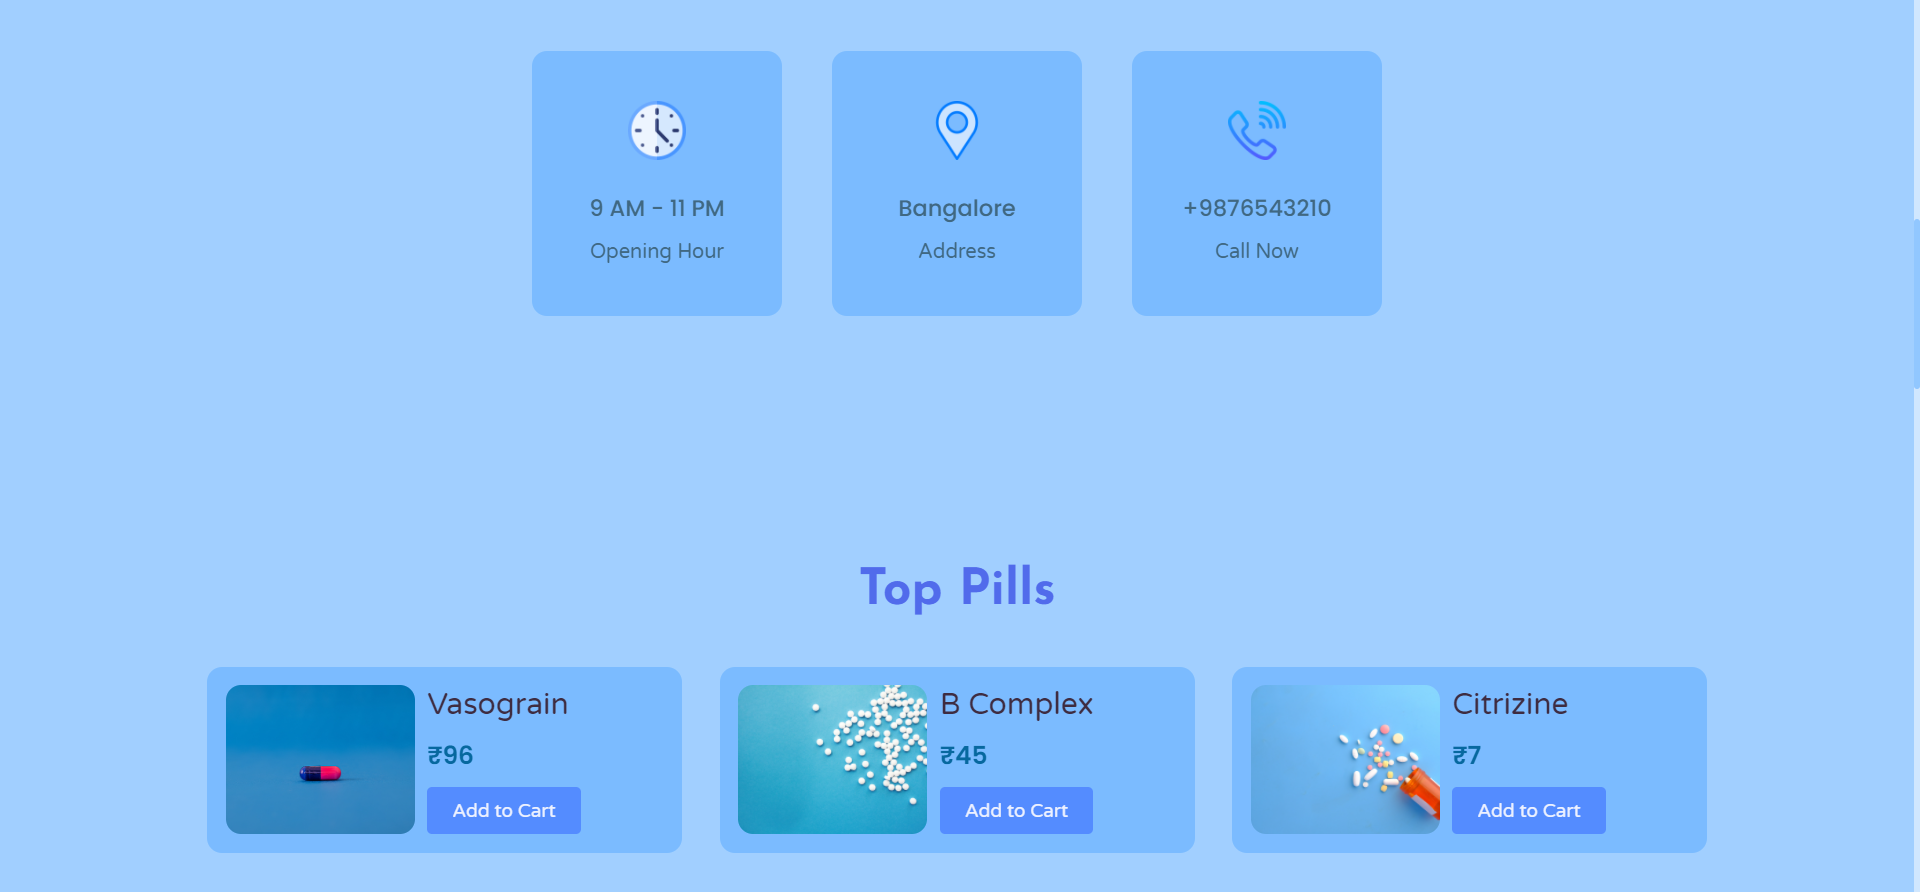 9 AM - 11 PM
Opening Hour
Bangalore
Address
+9876543210
Call Now
Top Pills
Vasograin
₹96
Add to Cart
B Complex
₹45
Add to Cart
Citrizine
₹7
Add to Cart